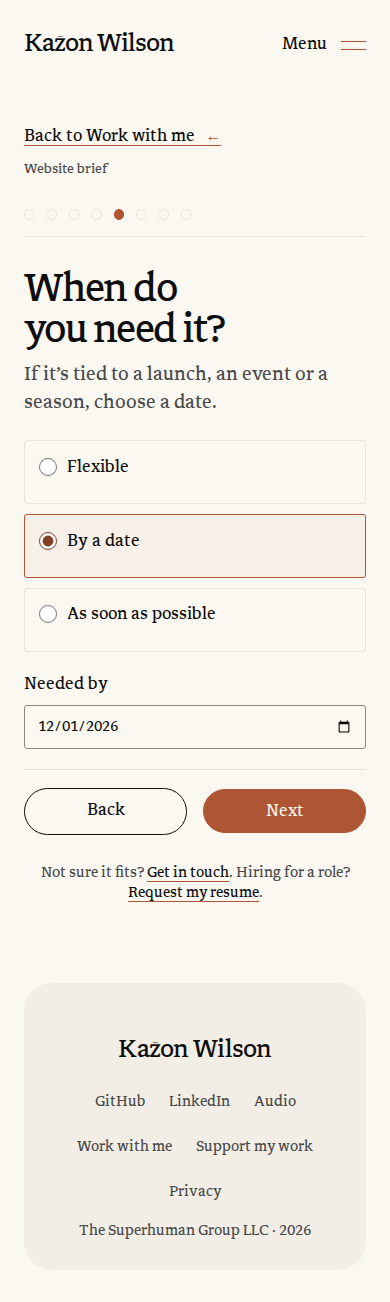 Kažon Wilson
Menu
Back to Work with me ←
Website brief
When do
you need it?
If it’s tied to a launch, an event or a
season, choose a date.
Flexible
By a date
As soon as possible
Needed by
12/01/2026
Back
Next
Not sure it fits? Get in touch. Hiring for a role?
Request my resume.
Kažon Wilson
GitHub LinkedIn Audio
Work with me Support my work
Privacy
The Superhuman Group LLC · 2026